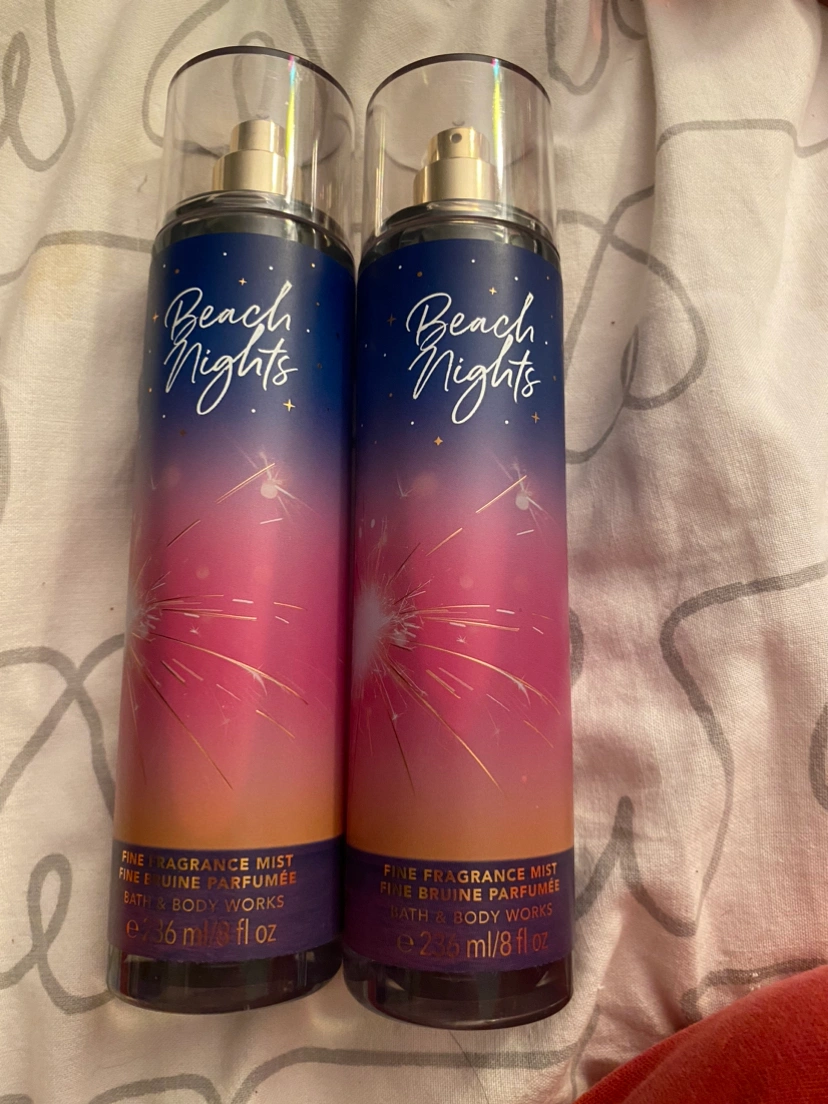 Beach
Nights
FINE FRAGRANCE MIST
FINE BRUINE PARFUMÉE
BATH & BODY WORKS
e 236 ml/8 fl oz
Beach
Nights
FINE FRAGRANCE MIST
FINE BRUINE PARFUMÉE
BATH & BODY WORKS
e 236 ml/8 fl oz